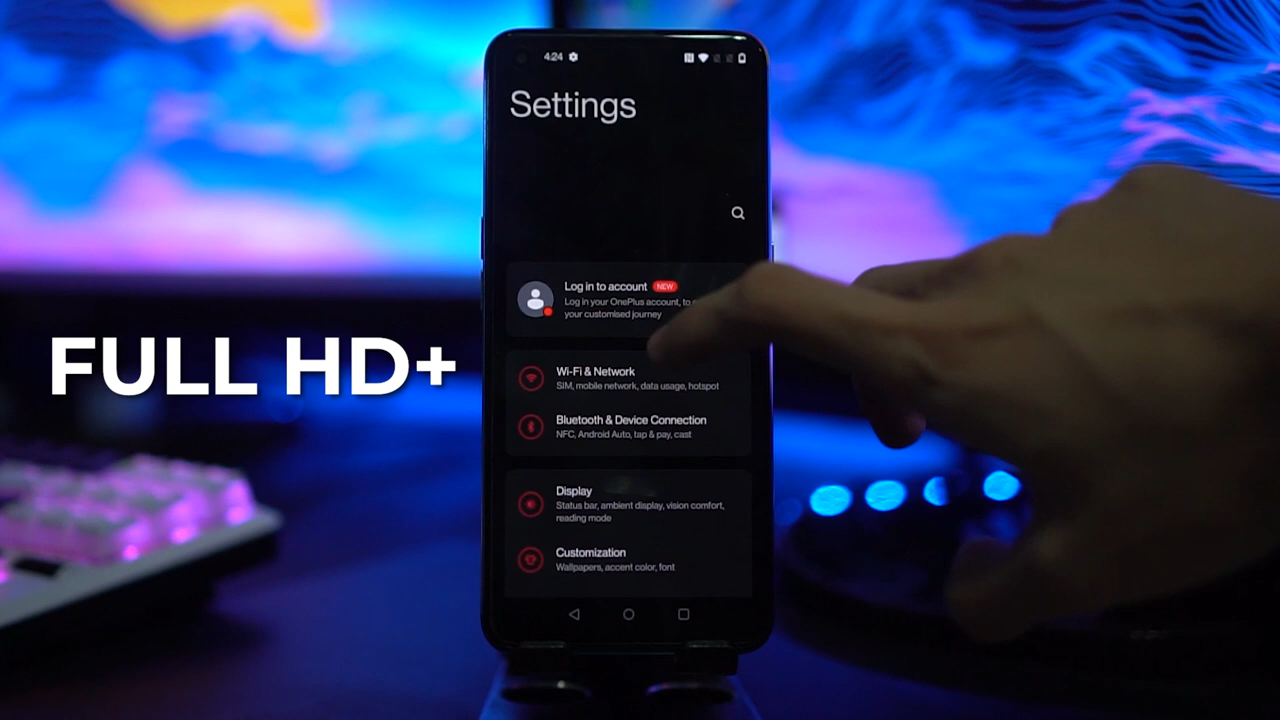 4:24
Settings
Log in to account NEW
Log in your OnePlus account, to
your customised journey
FULL HD+
Wi-Fi & Network
SIM, mobile network, data usage, hotspot
Bluetooth & Device Connection
NFC, Android Auto, tap & pay, cast
Display
Status bar, ambient display, vision comfort,
reading mode
Customization
Wallpapers, accent color, font